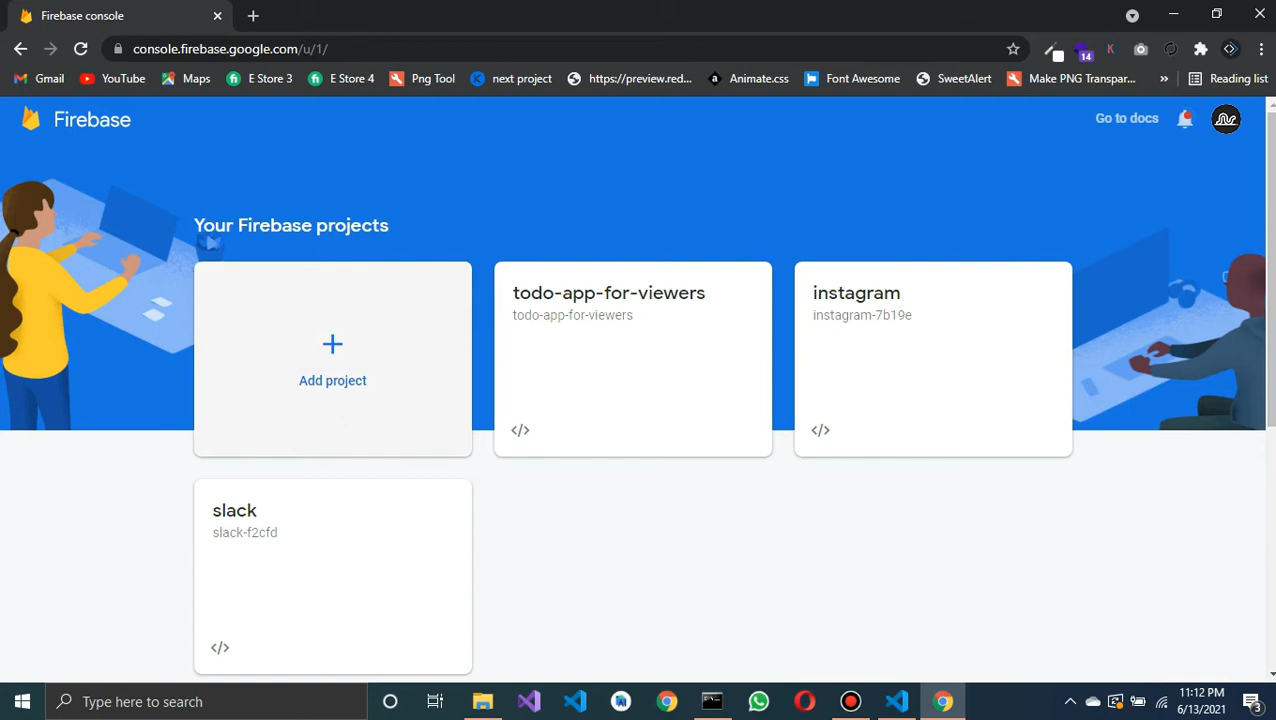 Firebase console
console.firebase.google.com/u/1/
14
K
Gmail
YouTube
Maps
E Store 3
E Store 4
Png Tool
next project
https://preview.red...
Animate.css
Font Awesome
SweetAlert
Make PNG Transpar...
»
Reading list
Firebase
Go to docs
Your Firebase projects
Add project
todo-app-for-viewers
todo-app-for-viewers
</>
instagram
instagram-7b19e
</>
slack
slack-f2cfd
</>
Type here to search
11:12 PM
6/13/2021
3